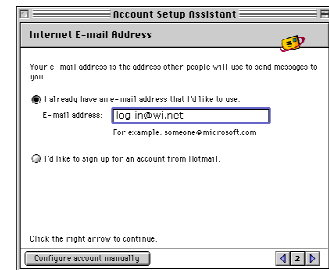 Account Setup Assistant
Internet E-mail Address
Your e-mail address is the address other people will use to send messages to
you.
I already have an e-mail address that I'd like to use.
E-mail address: log in@wi.net
For example, someone@microsoft.com
I'd like to sign up for an account from Hotmail.
Click the right arrow to continue.
Configure account manually
2